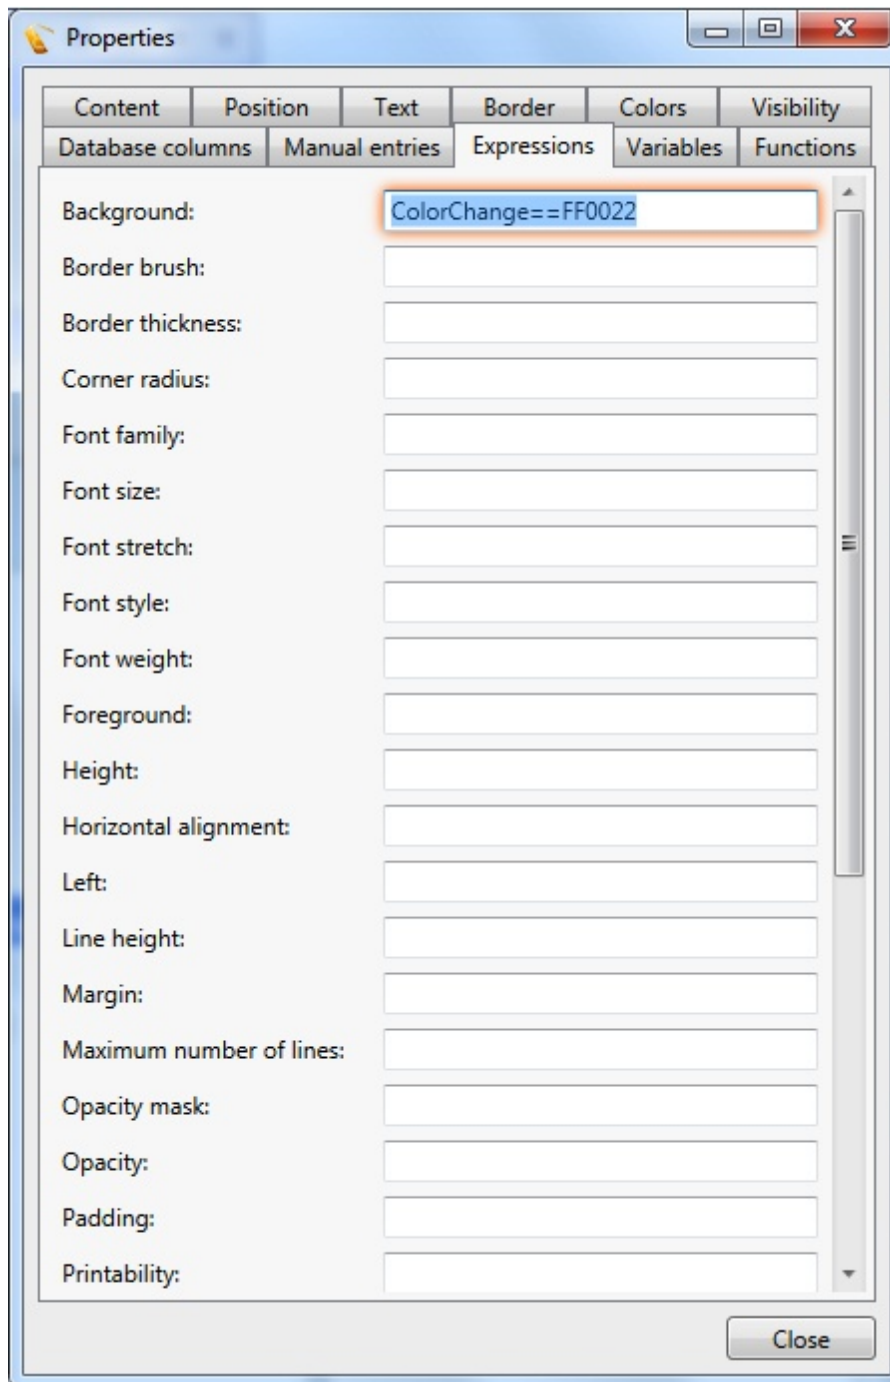 Properties
Content Position Text Border Colors Visibility
Database columns Manual entries Expressions Variables Functions
Background: ColorChange==FF0022
Border brush:
Border thickness:
Corner radius:
Font family:
Font size:
Font stretch:
Font style:
Font weight:
Foreground:
Height:
Horizontal alignment:
Left:
Line height:
Margin:
Maximum number of lines:
Opacity mask:
Opacity:
Padding:
Printability:
Close